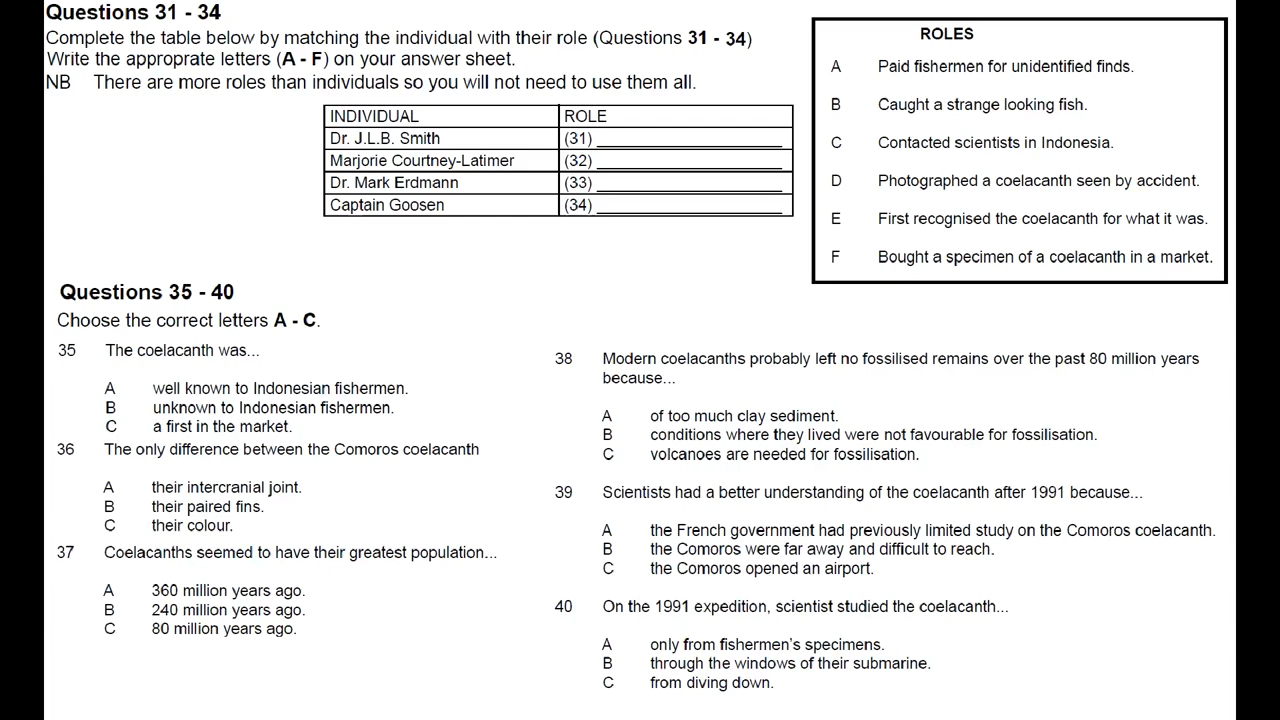 Questions 31 - 34
Complete the table below by matching the individual with their role (Questions 31 - 34)
Write the approprate letters (A - F) on your answer sheet.
NB There are more roles than individuals so you will not need to use them all.
INDIVIDUAL ROLE
Dr. J.L.B. Smith (31) ____________________
Marjorie Courtney-Latimer (32) ____________________
Dr. Mark Erdmann (33) ____________________
Captain Goosen (34) ____________________
ROLES
A Paid fishermen for unidentified finds.
B Caught a strange looking fish.
C Contacted scientists in Indonesia.
D Photographed a coelacanth seen by accident.
E First recognised the coelacanth for what it was.
F Bought a specimen of a coelacanth in a market.
Questions 35 - 40
Choose the correct letters A - C.
35 The coelacanth was...
A well known to Indonesian fishermen.
B unknown to Indonesian fishermen.
C a first in the market.
36 The only difference between the Comoros coelacanth
A their intercranial joint.
B their paired fins.
C their colour.
37 Coelacanths seemed to have their greatest population...
A 360 million years ago.
B 240 million years ago.
C 80 million years ago.
38 Modern coelacanths probably left no fossilised remains over the past 80 million years
because...
A of too much clay sediment.
B conditions where they lived were not favourable for fossilisation.
C volcanoes are needed for fossilisation.
39 Scientists had a better understanding of the coelacanth after 1991 because...
A the French government had previously limited study on the Comoros coelacanth.
B the Comoros were far away and difficult to reach.
C the Comoros opened an airport.
40 On the 1991 expedition, scientist studied the coelacanth...
A only from fishermen's specimens.
B through the windows of their submarine.
C from diving down.